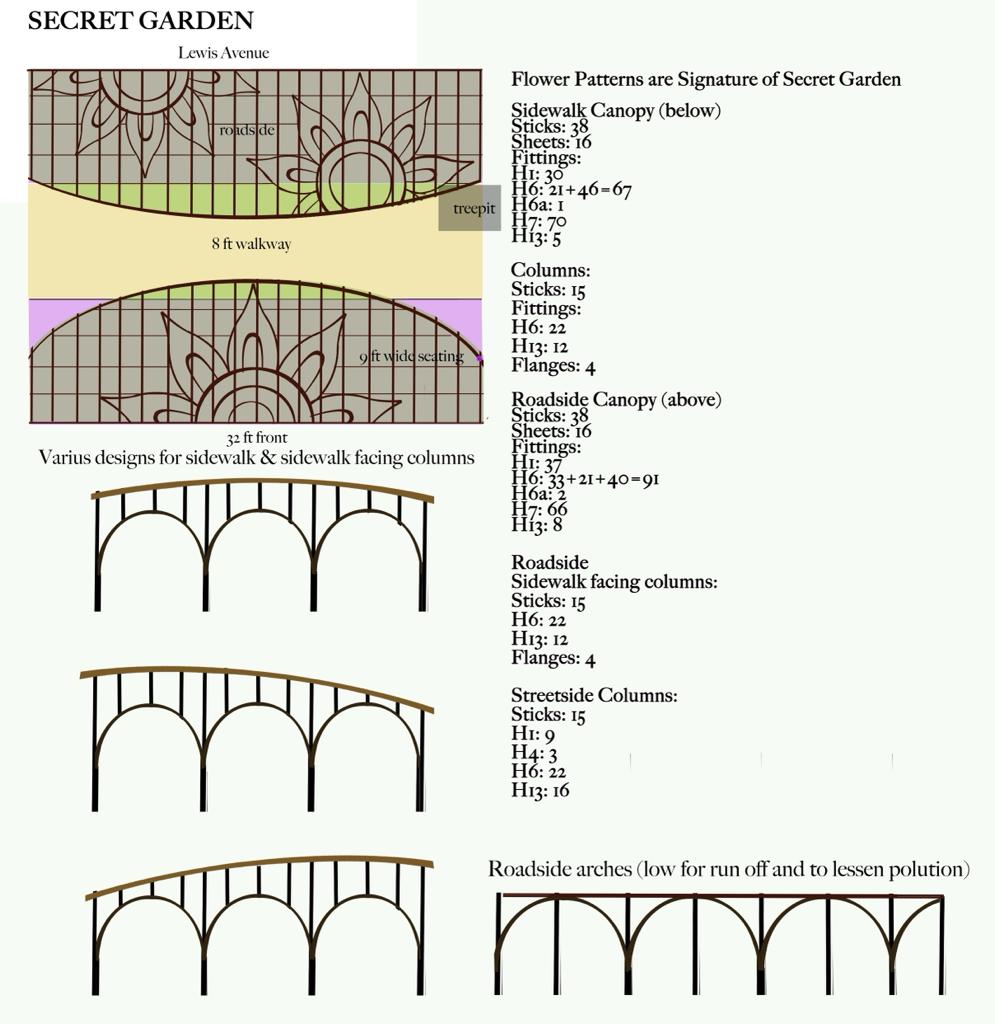 SECRET GARDEN
Lewis Avenue
roadside
treepit
8 ft walkway
9 ft wide seating
32 ft front
Varius designs for sidewalk & sidewalk facing columns
Flower Patterns are Signature of Secret Garden
Sidewalk Canopy (below)
Sticks: 38
Sheets: 16
Fittings:
H1: 30
H6: 21+46=67
H6a: 1
H7: 70
H13: 5
Columns:
Sticks: 15
Fittings:
H6: 22
H13: 12
Flanges: 4
Roadside Canopy (above)
Sticks: 38
Sheets: 16
Fittings:
H1: 37
H6: 33+21+40=91
H6a: 2
H7: 66
H13: 8
Roadside
Sidewalk facing columns:
Sticks: 15
H6: 22
H13: 12
Flanges: 4
Streetside Columns:
Sticks: 15
H1: 9
H4: 3
H6: 22
H13: 16
Roadside arches (low for run off and to lessen polution)